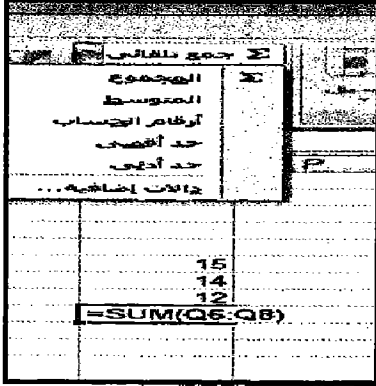 Σ جمع تلقائي
Σ المجموع
المتوسط
أرقام الحساب
حد أقصى
حد أدنى
دالات إضافية...
P
15
14
12
=SUM(Q6:Q8)